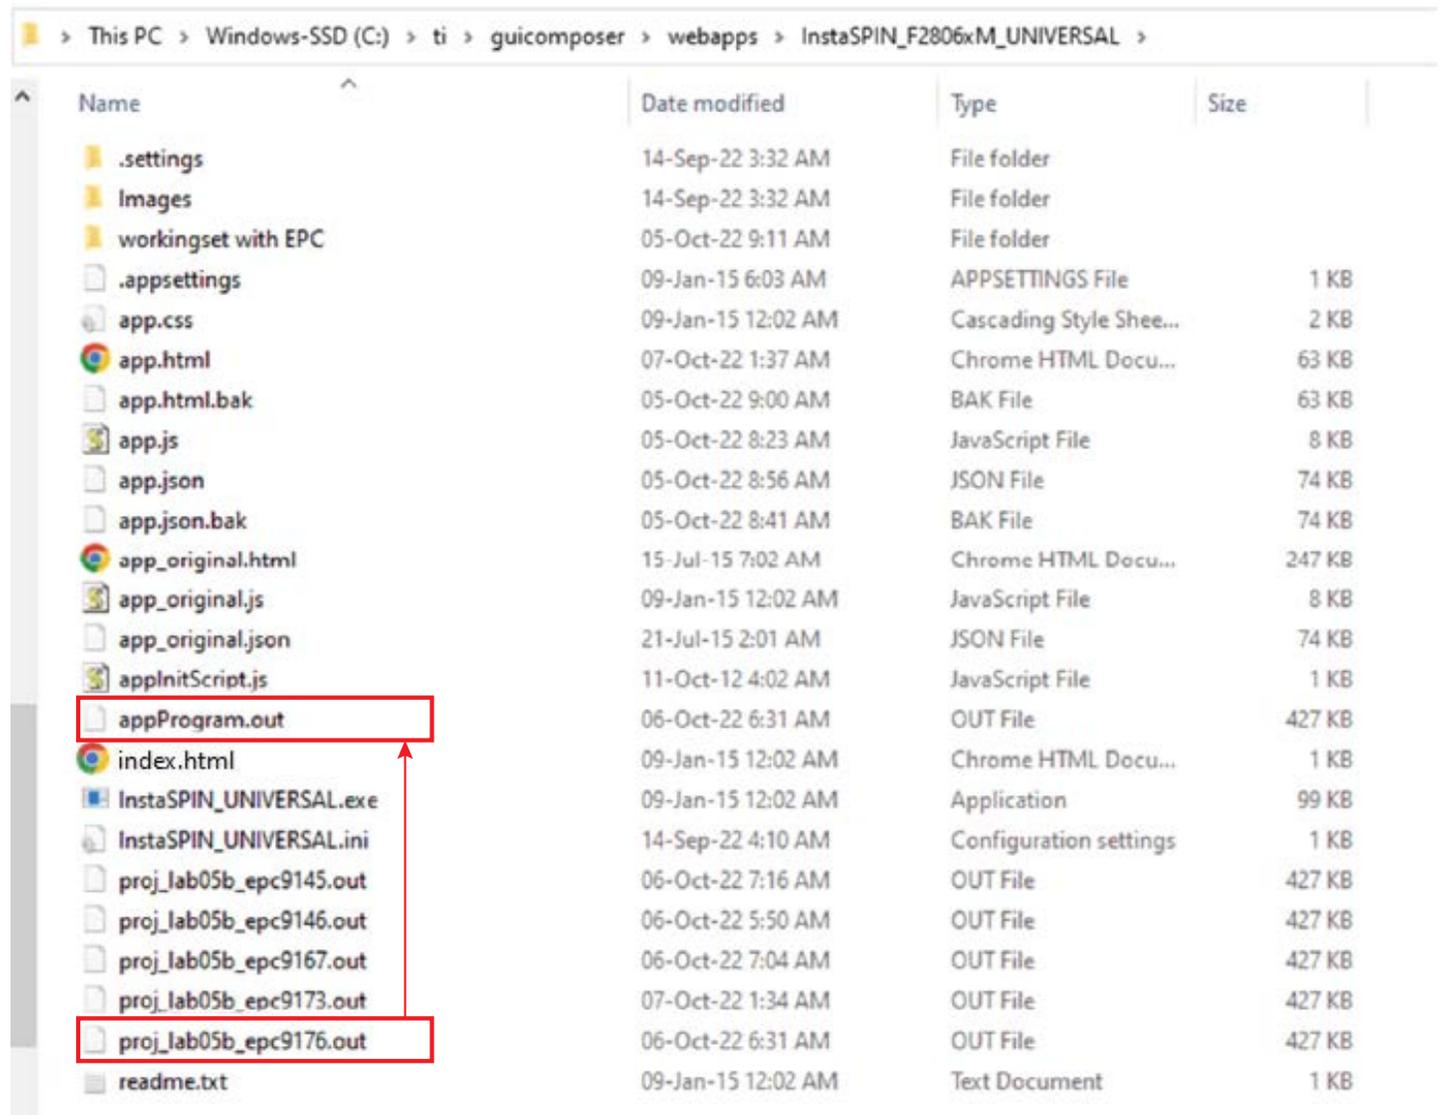 > This PC > Windows-SSD (C:) > ti > guicomposer > webapps > InstaSPIN_F2806xM_UNIVERSAL >
Name Date modified Type Size
.settings 14-Sep-22 3:32 AM File folder
Images 14-Sep-22 3:32 AM File folder
workingset with EPC 05-Oct-22 9:11 AM File folder
.appsettings 09-Jan-15 6:03 AM APPSETTINGS File 1 KB
app.css 09-Jan-15 12:02 AM Cascading Style Shee... 2 KB
app.html 07-Oct-22 1:37 AM Chrome HTML Docu... 63 KB
app.html.bak 05-Oct-22 9:00 AM BAK File 63 KB
app.js 05-Oct-22 8:23 AM JavaScript File 8 KB
app.json 05-Oct-22 8:56 AM JSON File 74 KB
app.json.bak 05-Oct-22 8:41 AM BAK File 74 KB
app_original.html 15-Jul-15 7:02 AM Chrome HTML Docu... 247 KB
app_original.js 09-Jan-15 12:02 AM JavaScript File 8 KB
app_original.json 21-Jul-15 2:01 AM JSON File 74 KB
appInitScript.js 11-Oct-12 4:02 AM JavaScript File 1 KB
appProgram.out 06-Oct-22 6:31 AM OUT File 427 KB
index.html 09-Jan-15 12:02 AM Chrome HTML Docu... 1 KB
InstaSPIN_UNIVERSAL.exe 09-Jan-15 12:02 AM Application 99 KB
InstaSPIN_UNIVERSAL.ini 14-Sep-22 4:10 AM Configuration settings 1 KB
proj_lab05b_epc9145.out 06-Oct-22 7:16 AM OUT File 427 KB
proj_lab05b_epc9146.out 06-Oct-22 5:50 AM OUT File 427 KB
proj_lab05b_epc9167.out 06-Oct-22 7:04 AM OUT File 427 KB
proj_lab05b_epc9173.out 07-Oct-22 1:34 AM OUT File 427 KB
proj_lab05b_epc9176.out 06-Oct-22 6:31 AM OUT File 427 KB
readme.txt 09-Jan-15 12:02 AM Text Document 1 KB